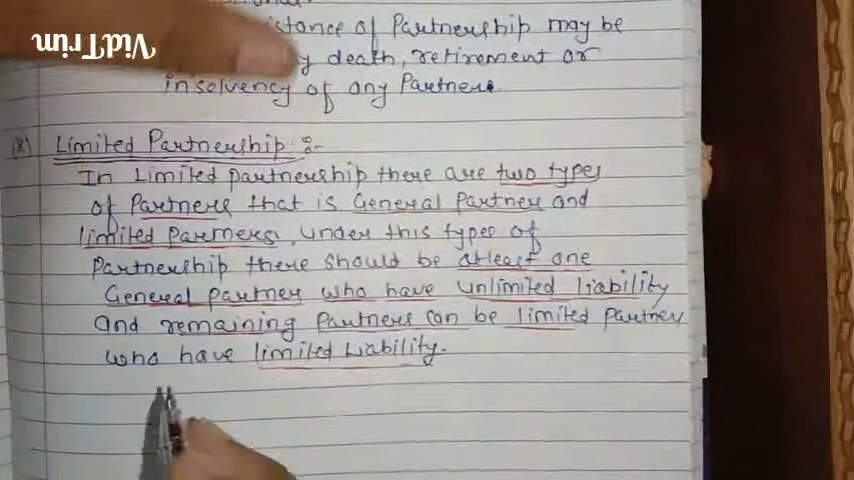 VidTrim
istance of Partnership may be
y death, retirement or
insolvency of any Partner.
Limited Partnership :-
In Limited partnership there are two types
of Partners that is General Partner and
limited Partners, under this types of
Partnership there should be atleast one
General partner who have unlimited liability
and remaining Partners can be limited partner
who have limited Liability.